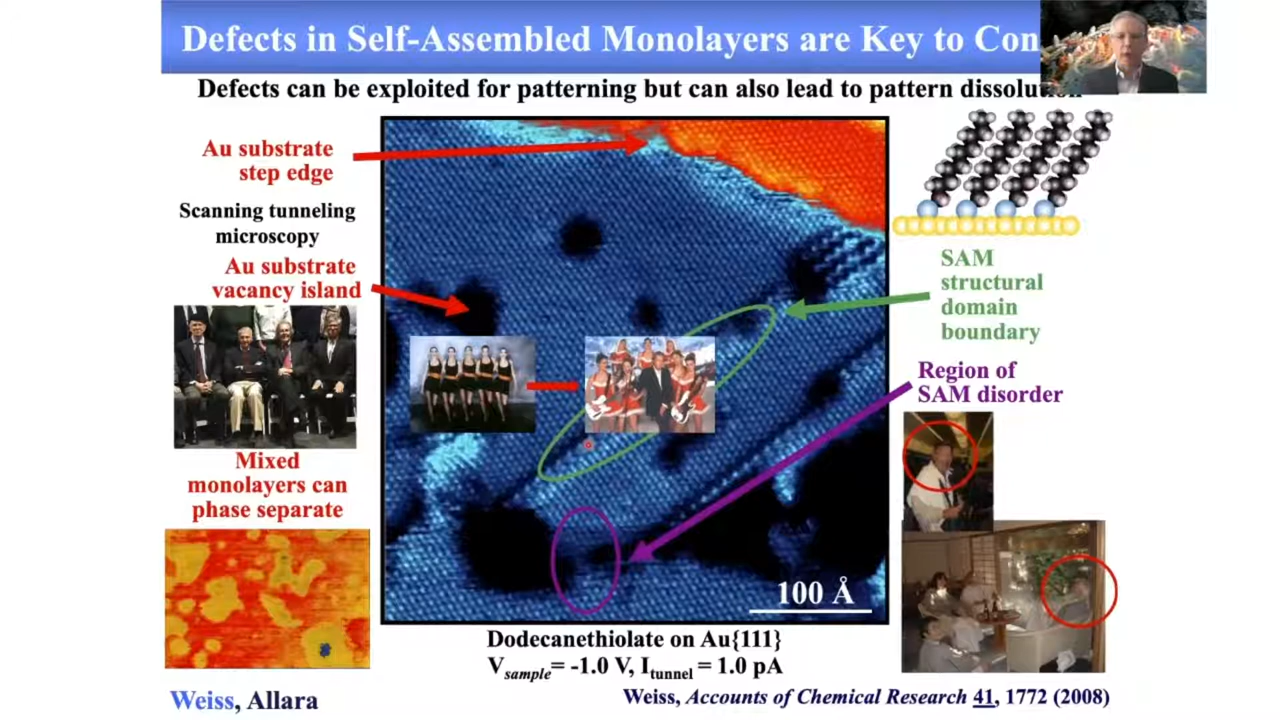 Defects in Self-Assembled Monolayers are Key to Con
Defects can be exploited for patterning but can also lead to pattern dissolution
Au substrate
step edge
Scanning tunneling
microscopy
Au substrate
vacancy island
Mixed
monolayers can
phase separate
SAM
structural
domain
boundary
Region of
SAM disorder
100 Å
Dodecanethiolate on Au{111}
Vsample= -1.0 V, Itunnel = 1.0 pA
Weiss, Allara
Weiss, Accounts of Chemical Research 41, 1772 (2008)